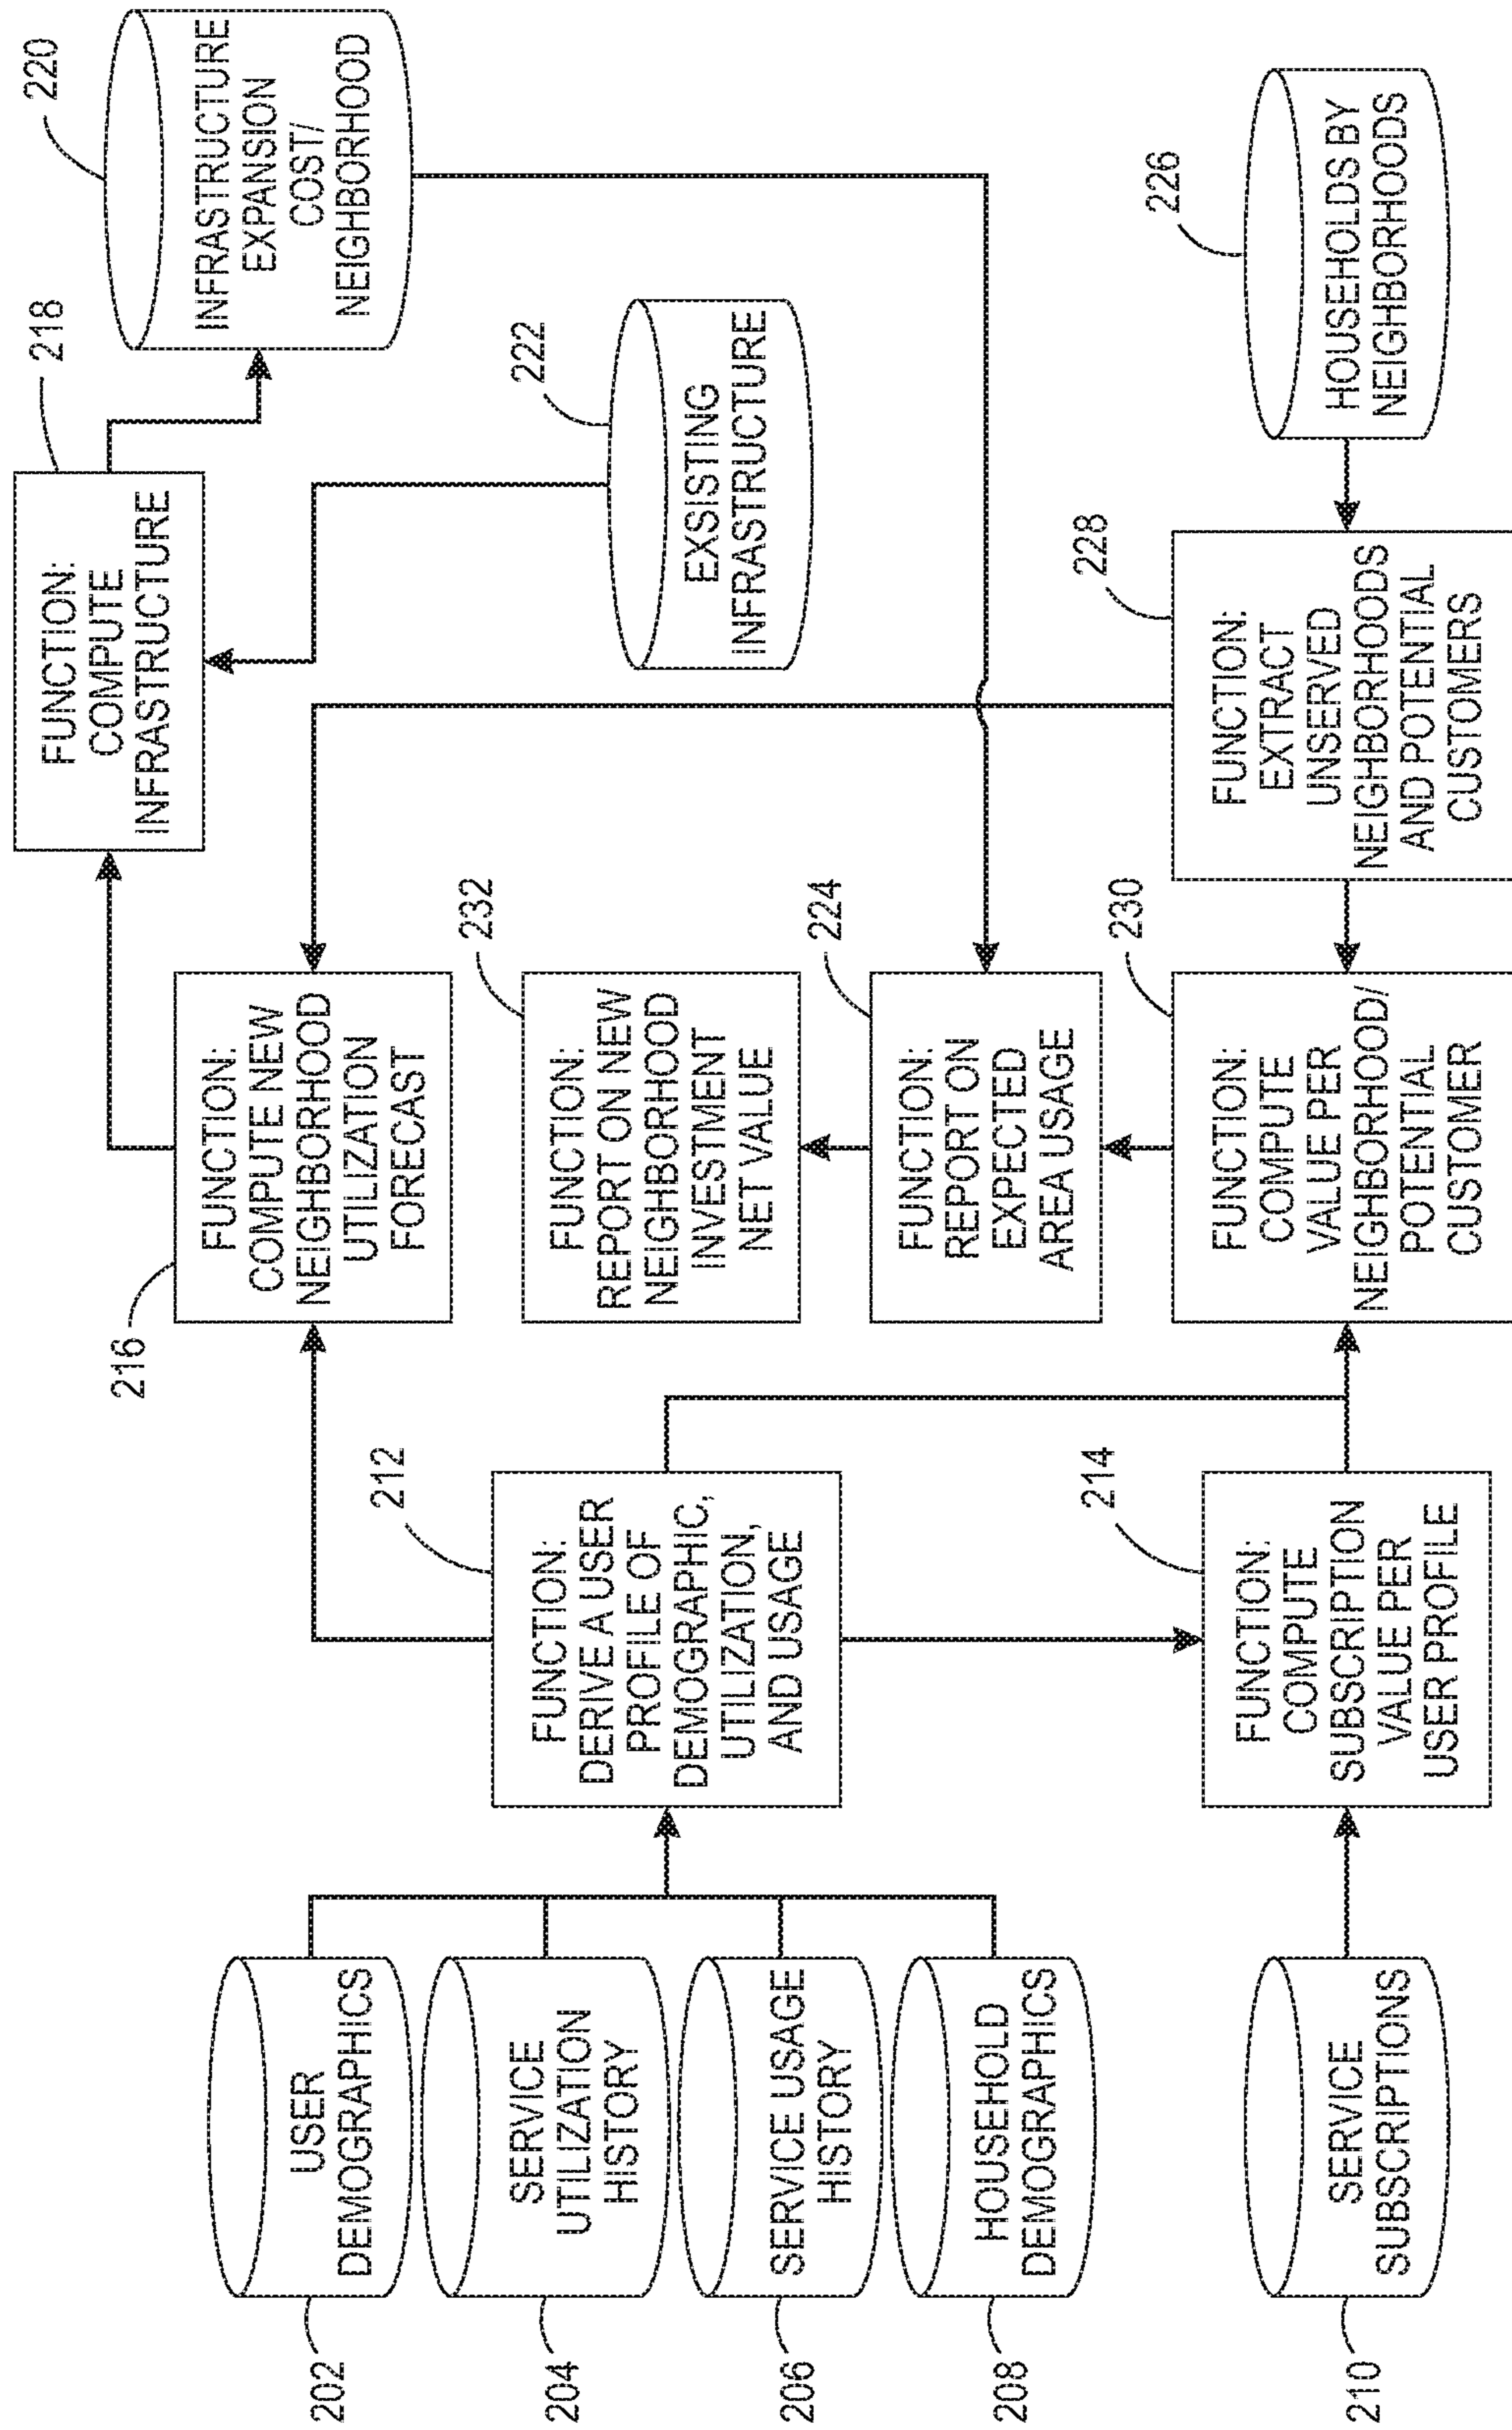 202
USER
DEMOGRAPHICS
204
SERVICE
UTILIZATION
HISTORY
206
SERVICE USAGE
HISTORY
208
HOUSEHOLD
DEMOGRAPHICS
210
SERVICE
SUBSCRIPTIONS
212
FUNCTION:
DERIVE A USER
PROFILE OF
DEMOGRAPHIC,
UTILIZATION,
AND USAGE
214
FUNCTION:
COMPUTE
SUBSCRIPTION
VALUE PER
USER PROFILE
216
FUNCTION:
COMPUTE NEW
NEIGHBORHOOD
UTILIZATION
FORECAST
232
FUNCTION:
REPORT ON NEW
NEIGHBORHOOD
INVESTMENT
NET VALUE
224
FUNCTION:
REPORT ON
EXPECTED
AREA USAGE
230
FUNCTION:
COMPUTE
VALUE PER
NEIGHBORHOOD/
POTENTIAL
CUSTOMER
218
FUNCTION:
COMPUTE
INFRASTRUCTURE
220
INFRASTRUCTURE
EXPANSION
COST/
NEIGHBORHOOD
222
EXSISTING
INFRASTRUCTURE
228
FUNCTION:
EXTRACT
UNSERVED
NEIGHBORHOODS
AND POTENTIAL
CUSTOMERS
226
HOUSEHOLDS BY
NEIGHBORHOODS